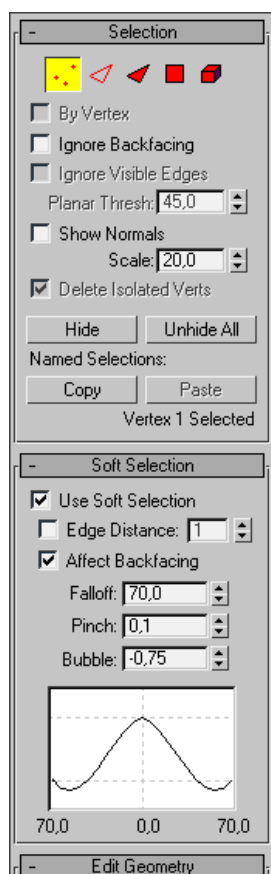 - Selection
By Vertex
Ignore Backfacing
Ignore Visible Edges
Planar Thresh: 45,0
Show Normals
Scale: 20,0
Delete Isolated Verts
Hide Unhide All
Named Selections:
Copy Paste
Vertex 1 Selected
- Soft Selection
Use Soft Selection
Edge Distance: 1
Affect Backfacing
Falloff: 70,0
Pinch: 0,1
Bubble: -0,75
70,0 0,0 70,0
- Edit Geometry